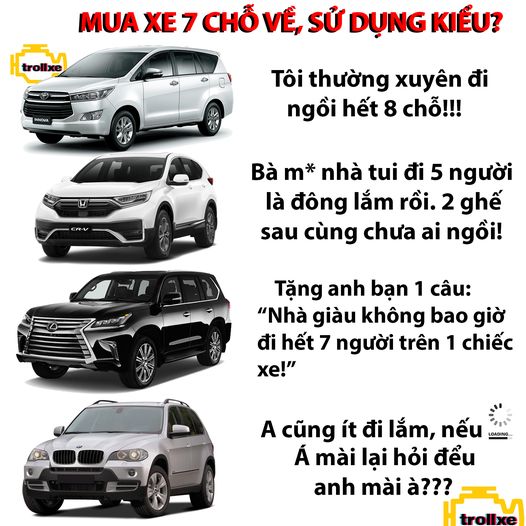 MUA XE 7 CHỖ VỀ, SỬ DỤNG KIỂU?
trollxe
Tôi thường xuyên đi
ngồi hết 8 chỗ!!!
INNOVA
Bà m* nhà tui đi 5 người
là đông lắm rồi. 2 ghế
sau cùng chưa ai ngồi!
CR-V
Tặng anh bạn 1 câu:
“Nhà giàu không bao giờ
đi hết 7 người trên 1 chiếc
xe!”
A cũng ít đi lắm, nếu
LOADING...
Á mài lại hỏi đểu
anh mài à???
trollxe